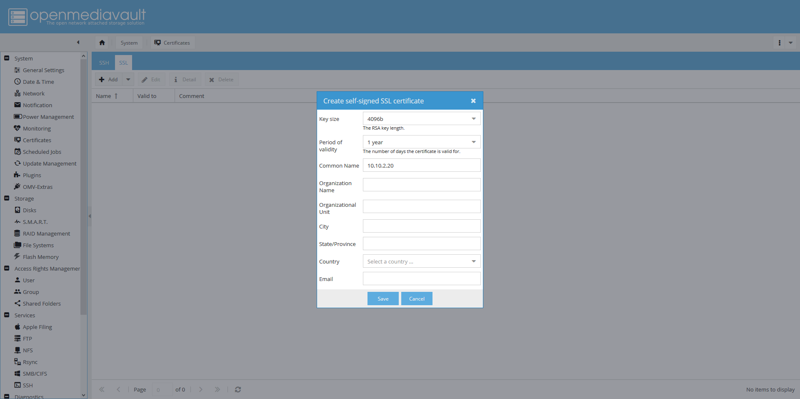 openmediavault
The open network attached storage solution
System
Certificates
SSH
SSL
Add
Edit
Detail
Delete
Name
Valid to
Comment
System
General Settings
Date & Time
Network
Notification
Power Management
Monitoring
Certificates
Scheduled Jobs
Update Management
Plugins
OMV-Extras
Storage
Disks
S.M.A.R.T.
RAID Management
File Systems
Flash Memory
Access Rights Managemer
User
Group
Shared Folders
Services
Apple Filing
FTP
NFS
Rsync
SMB/CIFS
SSH
Diagnostics
Create self-signed SSL certificate
Key size
4096b
The RSA key length.
Period of
validity
1 year
The number of days the certificate is valid for.
Common Name
10.10.2.20
Organization
Name
Organizational
Unit
City
State/Province
Country
Select a country ...
Email
Save
Cancel
Page
of 0
No items to display